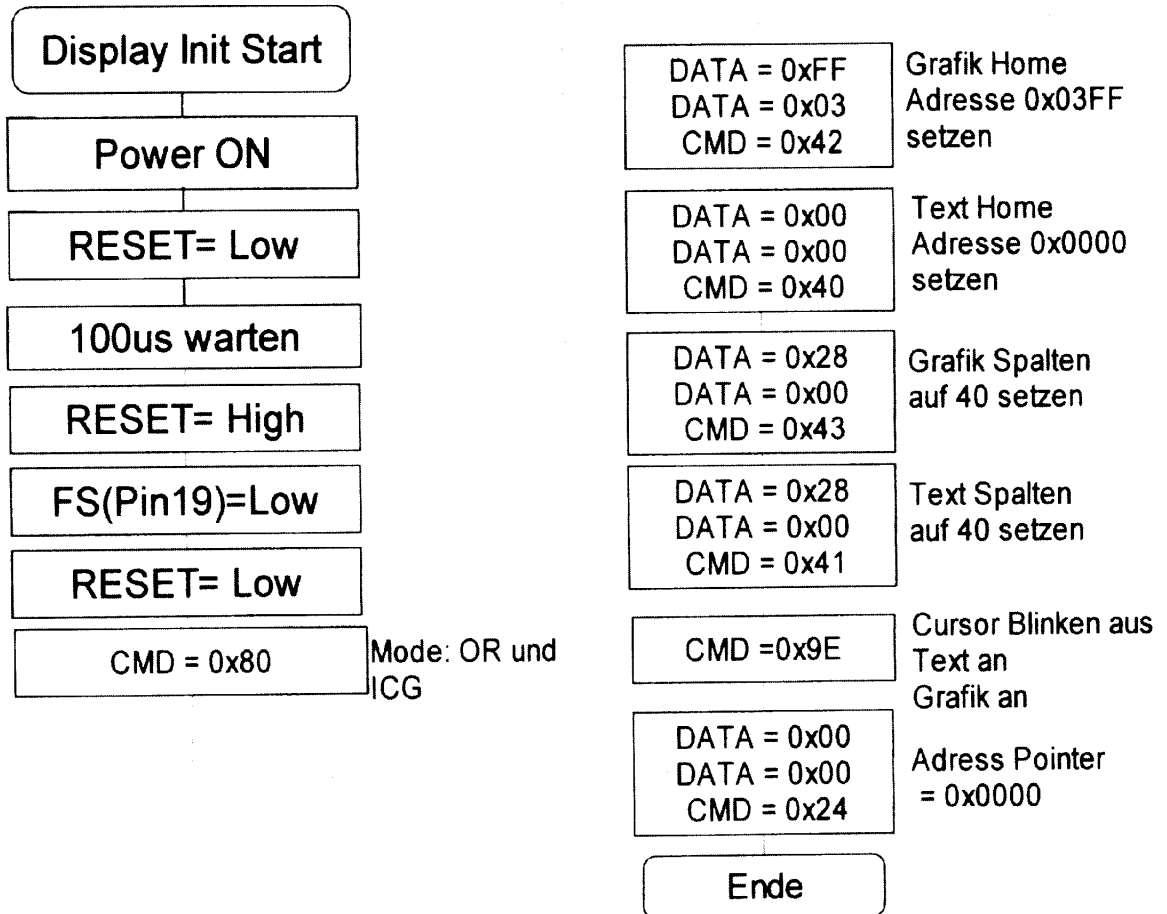 Display Init Start
Power ON
RESET= Low
100us warten
RESET= High
FS(Pin19)=Low
RESET= Low
CMD = 0x80
Mode: OR und
ICG
DATA = 0xFF
DATA = 0x03
CMD = 0x42
Grafik Home
Adresse 0x03FF
setzen
DATA = 0x00
DATA = 0x00
CMD = 0x40
Text Home
Adresse 0x0000
setzen
DATA = 0x28
DATA = 0x00
CMD = 0x43
Grafik Spalten
auf 40 setzen
DATA = 0x28
DATA = 0x00
CMD = 0x41
Text Spalten
auf 40 setzen
CMD =0x9E
Cursor Blinken aus
Text an
Grafik an
DATA = 0x00
DATA = 0x00
CMD = 0x24
Adress Pointer
= 0x0000
Ende